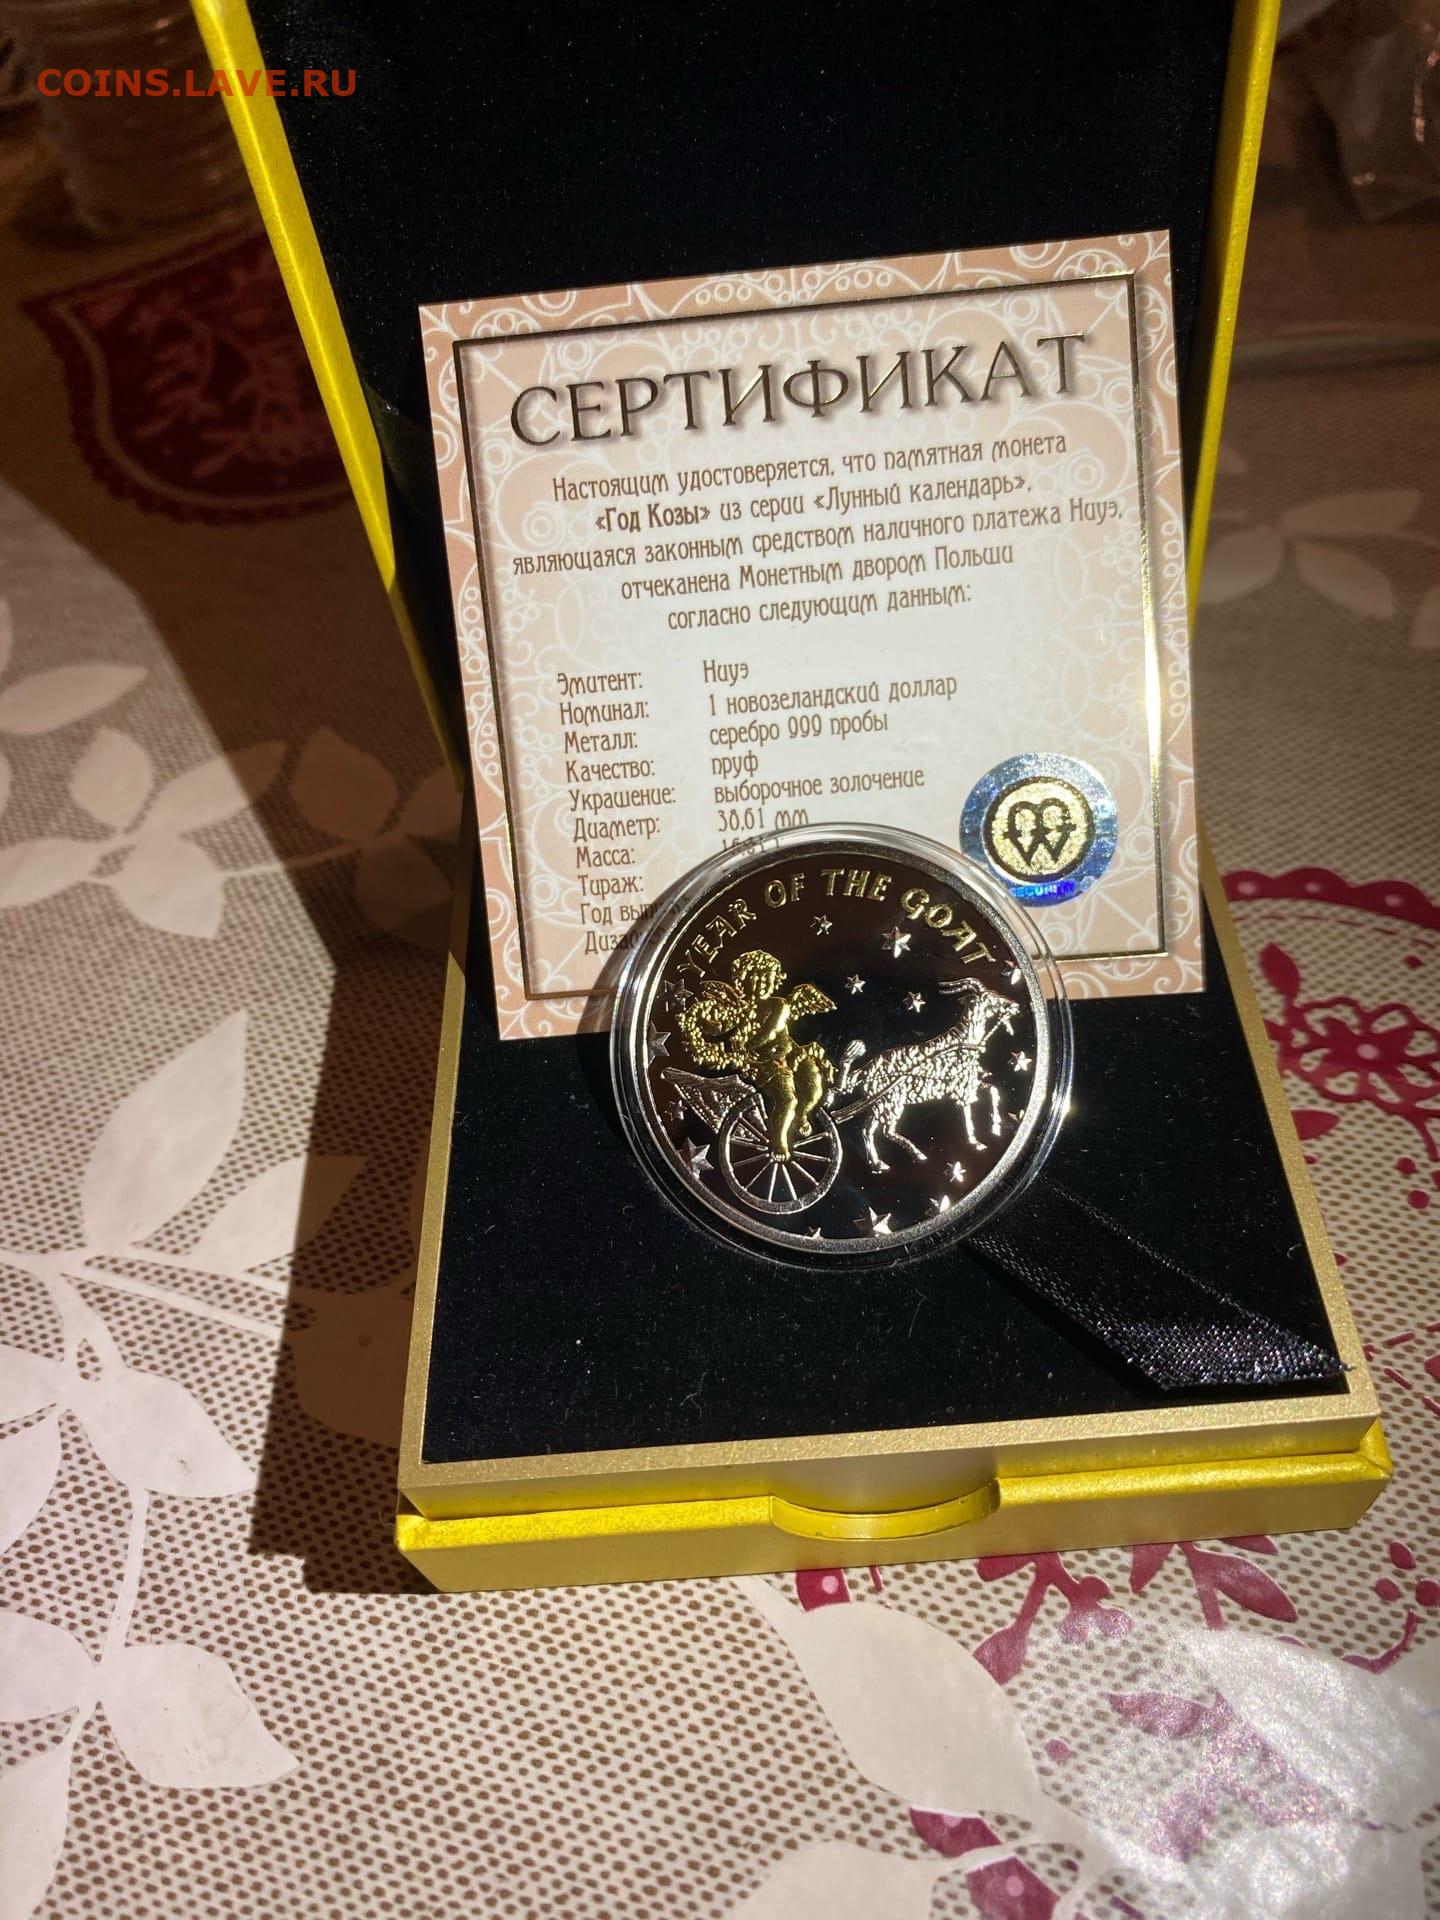 COINS.LAVE.RU
СЕРТИФИКАТ
Настоящим удостоверяется, что памятная монета
«Год Козы» из серии «Лунный календарь»,
являющаяся законным средством наличного платежа Ниуэ,
отчеканена Монетным двором Польши
согласно следующим данным:
Эмитент: Ниуэ
Номинал: 1 новозеландский доллар
Металл: серебро 999 пробы
Качество: пруф
Украшение: выборочное золочение
Диаметр: 38,61 мм
Масса:
Тираж:
Год
SECURITY
YEAR OF THE GOAT